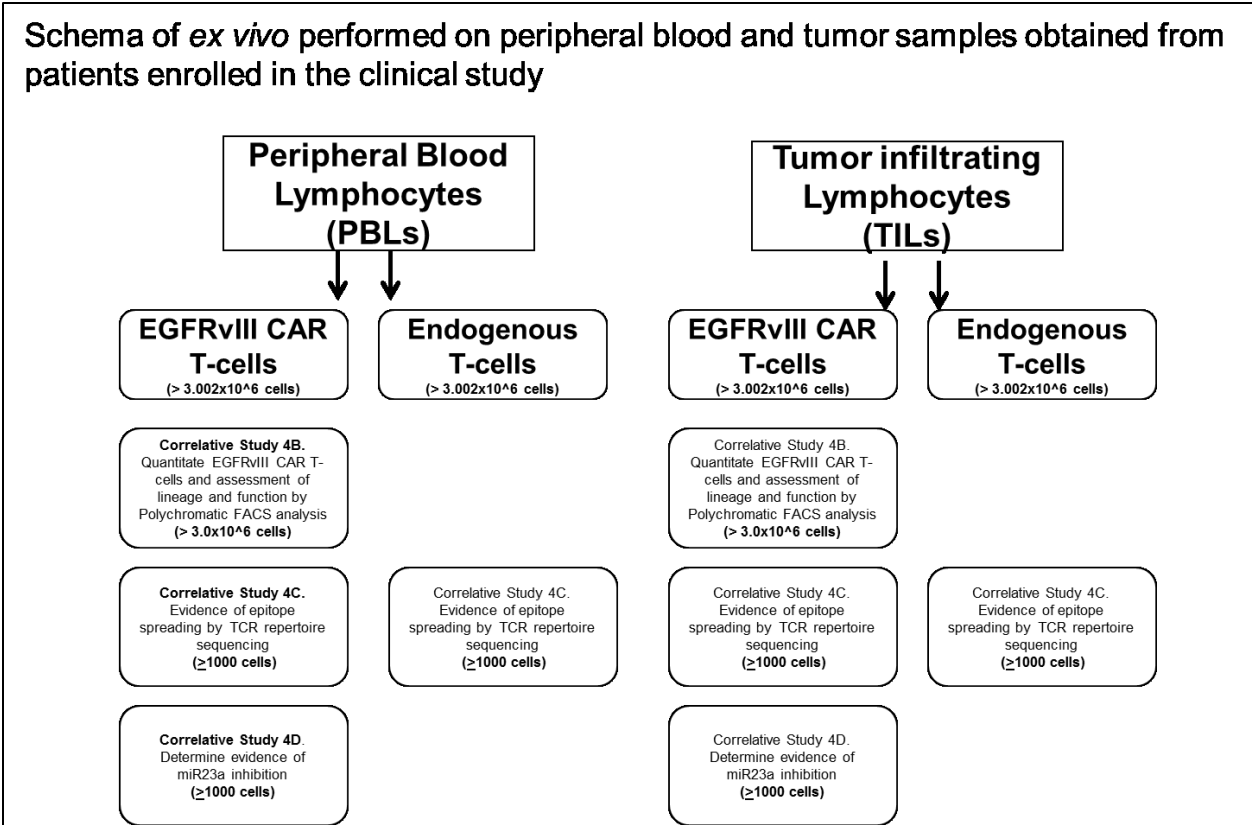 Schema of ex vivo performed on peripheral blood and tumor samples obtained from
patients enrolled in the clinical study
Peripheral Blood
Lymphocytes
(PBLs)
Tumor infiltrating
Lymphocytes
(TILs)
EGFRvIII CAR
T-cells
(> 3.002x10^6 cells)
Endogenous
T-cells
(> 3.002x10^6 cells)
EGFRvIII CAR
T-cells
(> 3.002x10^6 cells)
Endogenous
T-cells
(> 3.002x10^6 cells)
Correlative Study 4B.
Quantitate EGFRvIII CAR T-
cells and assessment of
lineage and function by
Polychromatic FACS analysis
(> 3.0x10^6 cells)
Correlative Study 4B.
Quantitate EGFRvIII CAR T-
cells and assessment of
lineage and function by
Polychromatic FACS analysis
(> 3.0x10^6 cells)
Correlative Study 4C.
Evidence of epitope
spreading by TCR repertoire
sequencing
(≥1000 cells)
Correlative Study 4C.
Evidence of epitope
spreading by TCR repertoire
sequencing
(≥1000 cells)
Correlative Study 4C.
Evidence of epitope
spreading by TCR repertoire
sequencing
(≥1000 cells)
Correlative Study 4C.
Evidence of epitope
spreading by TCR repertoire
sequencing
(≥1000 cells)
Correlative Study 4D.
Determine evidence of
miR23a inhibition
(≥1000 cells)
Correlative Study 4D.
Determine evidence of
miR23a inhibition
(≥1000 cells)